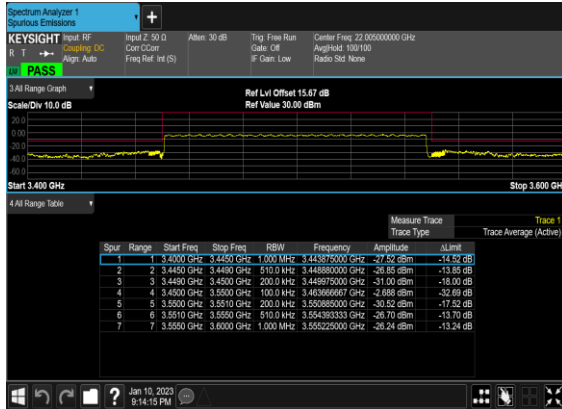 Spectrum Analyzer 1
Spurious Emissions
KEYSIGHT Input: RF Input Z: 50 Ω Atten: 30 dB Trig: Free Run Center Freq: 22.005000000 GHz
R T Coupling: DC Corr CCorr Gate: Off Avg|Hold: 100/100
Align: Auto Freq Ref: Int (S) IF Gain: Low Radio Std: None
PASS
3 All Range Graph
Ref Lvl Offset 15.67 dB
Scale/Div 10.0 dB Ref Value 30.00 dBm
20.0
0.00
-20.0
-40.0
-60.0
Start 3.400 GHz Stop 3.600 GH
4 All Range Table
Measure Trace Trace 1
Trace Type Trace Average (Active)
Spur Range Start Freq Stop Freq RBW Frequency Amplitude ΔLimit
1 1 3.4000 GHz 3.4450 GHz 1.000 MHz 3.443875000 GHz -27.52 dBm -14.52 dB
2 2 3.4450 GHz 3.4490 GHz 510.0 kHz 3.448880000 GHz -26.85 dBm -13.85 dB
3 3 3.4490 GHz 3.4500 GHz 200.0 kHz 3.449975000 GHz -31.00 dBm -18.00 dB
4 4 3.4500 GHz 3.5500 GHz 100.0 kHz 3.463666667 GHz -2.688 dBm -32.69 dB
5 5 3.5500 GHz 3.5510 GHz 200.0 kHz 3.550885000 GHz -30.52 dBm -17.52 dB
6 6 3.5510 GHz 3.5550 GHz 510.0 kHz 3.554393333 GHz -26.70 dBm -13.70 dB
7 7 3.5550 GHz 3.6000 GHz 1.000 MHz 3.555225000 GHz -26.24 dBm -13.24 dB
? Jan 10, 2023
9:14:15 PM